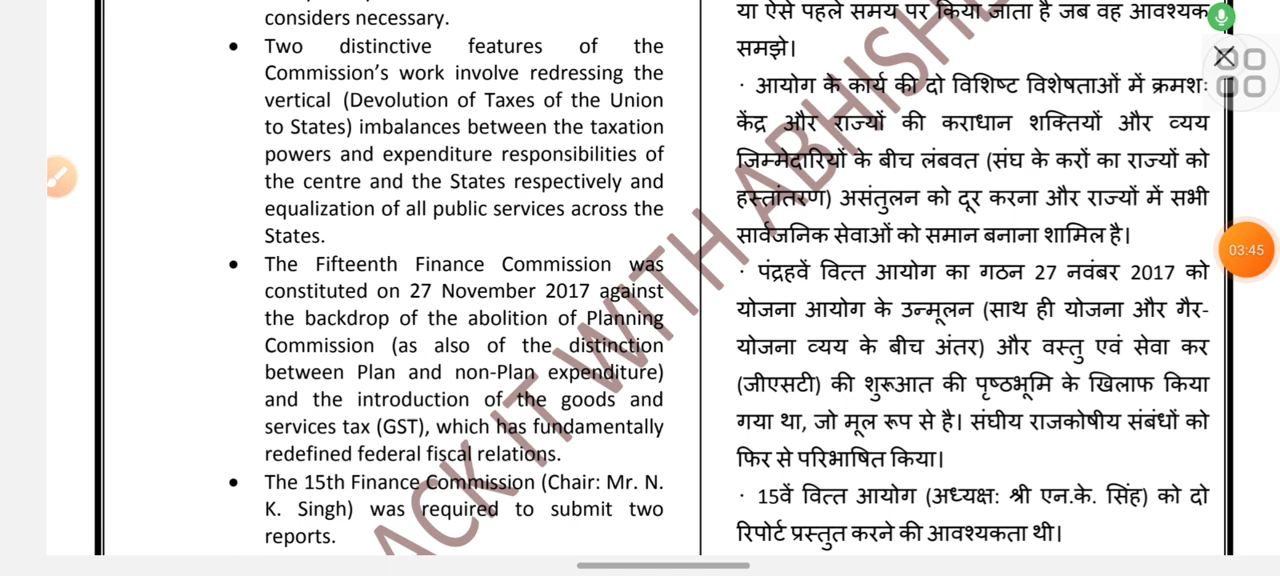 considers necessary.
• Two distinctive features of the
Commission's work involve redressing the
vertical (Devolution of Taxes of the Union
to States) imbalances between the taxation
powers and expenditure responsibilities of
the centre and the States respectively and
equalization of all public services across the
States.
• The Fifteenth Finance Commission was
constituted on 27 November 2017 against
the backdrop of the abolition of Planning
Commission (as also of the distinction
between Plan and non-Plan expenditure)
and the introduction of the goods and
services tax (GST), which has fundamentally
redefined federal fiscal relations.
• The 15th Finance Commission (Chair: Mr. N.
K. Singh) was required to submit two
reports.
या ऐसे पहले समय पर किया जाता है जब वह आवश्यक
समझे।
· आयोग के कार्य की दो विशिष्ट विशेषताओं में क्रमशः
केंद्र और राज्यों की कराधान शक्तियों और व्यय
जिम्मेदारियों के बीच लंबवत (संघ के करों का राज्यों को
हस्तांतरण) असंतुलन को दूर करना और राज्यों में सभी
सार्वजनिक सेवाओं को समान बनाना शामिल है।
· पंद्रहवें वित्त आयोग का गठन 27 नवंबर 2017 को
योजना आयोग के उन्मूलन (साथ ही योजना और गैर-
योजना व्यय के बीच अंतर) और वस्तु एवं सेवा कर
(जीएसटी) की शुरूआत की पृष्ठभूमि के खिलाफ किया
गया था, जो मूल रूप से है। संघीय राजकोषीय संबंधों को
फिर से परिभाषित किया।
· 15वें वित्त आयोग (अध्यक्ष: श्री एन.के. सिंह) को दो
रिपोर्ट प्रस्तुत करने की आवश्यकता थी।
ACK IT WITH ABHISHE
03:45